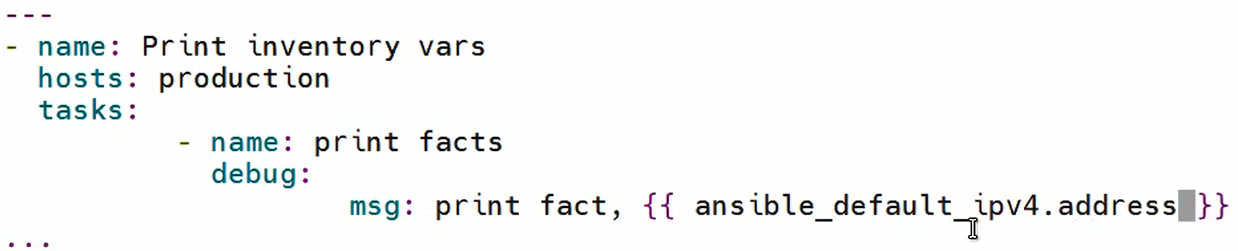 ---
- name: Print inventory vars
  hosts: production
  tasks:
          - name: print facts
            debug:
                    msg: print fact, {{ ansible_default_ipv4.address }}
...